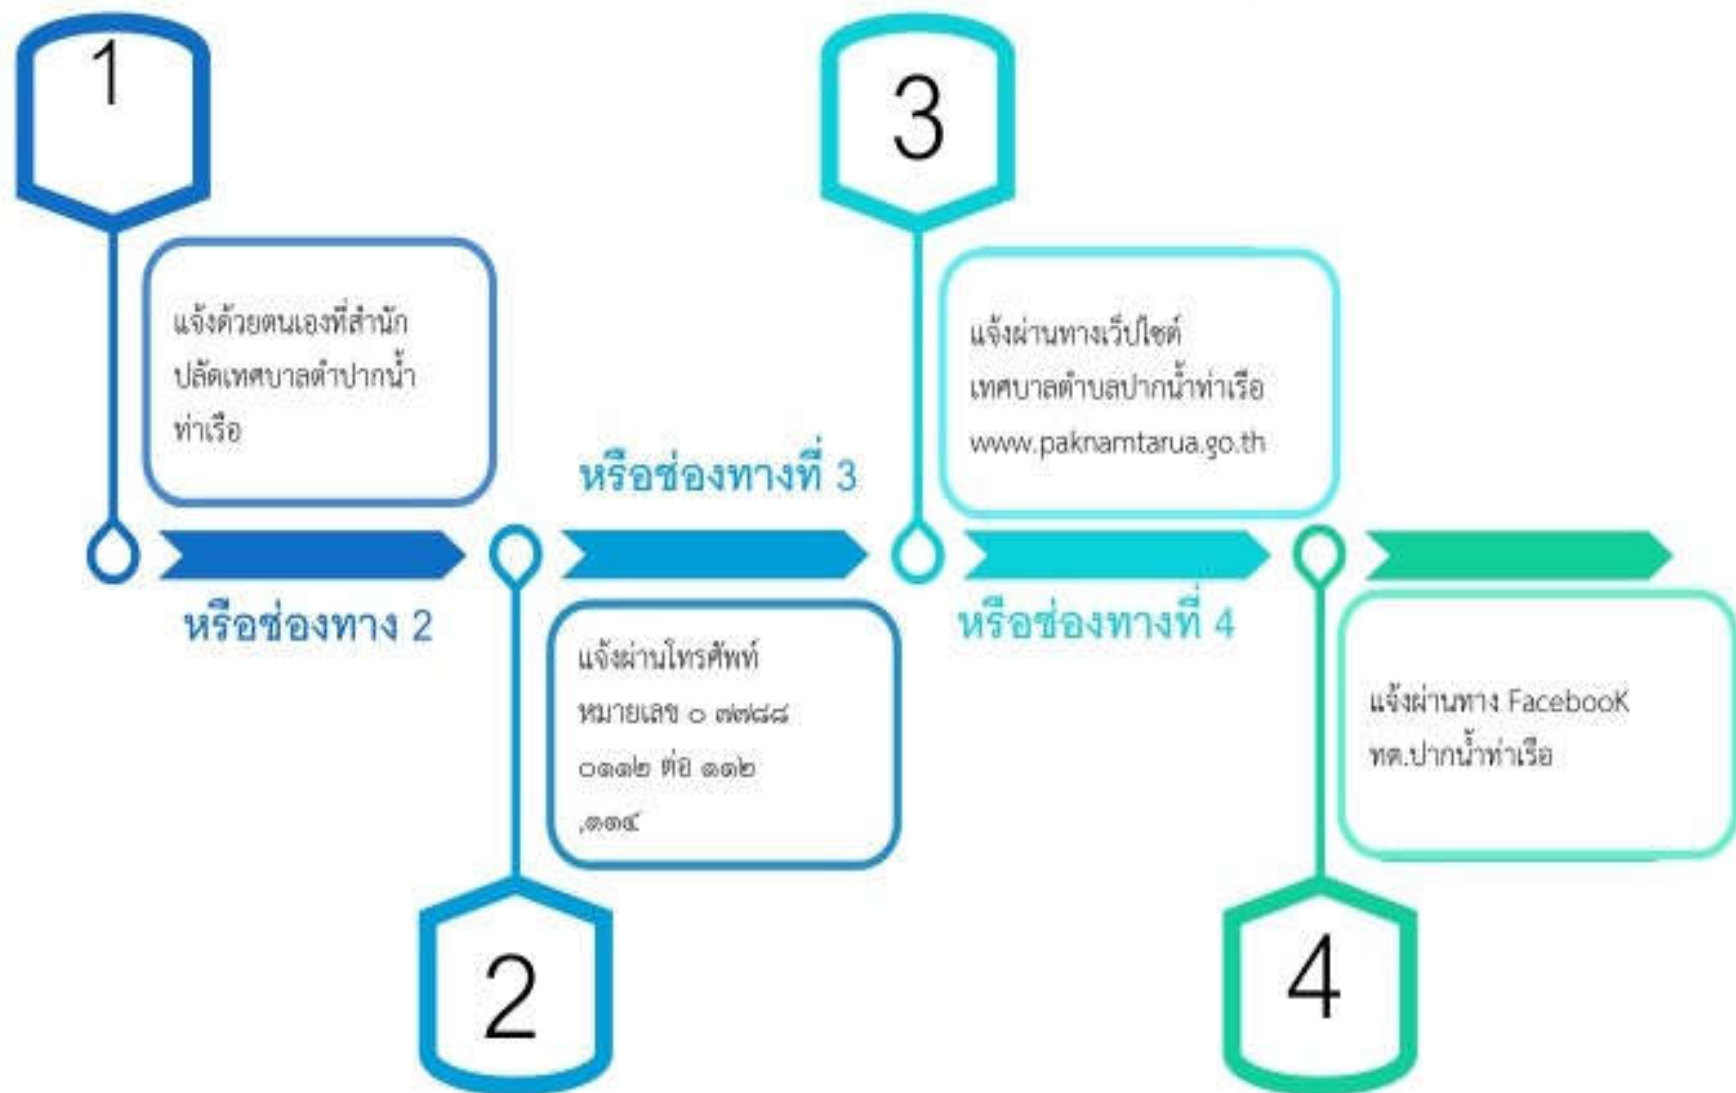 1
แจ้งด้วยตนเองที่สำนัก
ปลัดเทศบาลตำปากน้ำ
ท่าเรือ
หรือช่องทาง 2
2
แจ้งผ่านโทรศัพท์
หมายเลข ๐ ๗๗๘๘
๐๑๑๒ ต่อ ๑๑๒
,๑๑๔
หรือช่องทางที่ 3
3
แจ้งผ่านทางเว็ปไซต์
เทศบาลตำบลปากน้ำท่าเรือ
www.paknamtarua.go.th
หรือช่องทางที่ 4
4
แจ้งผ่านทาง FacebooK
ทต.ปากน้ำท่าเรือ